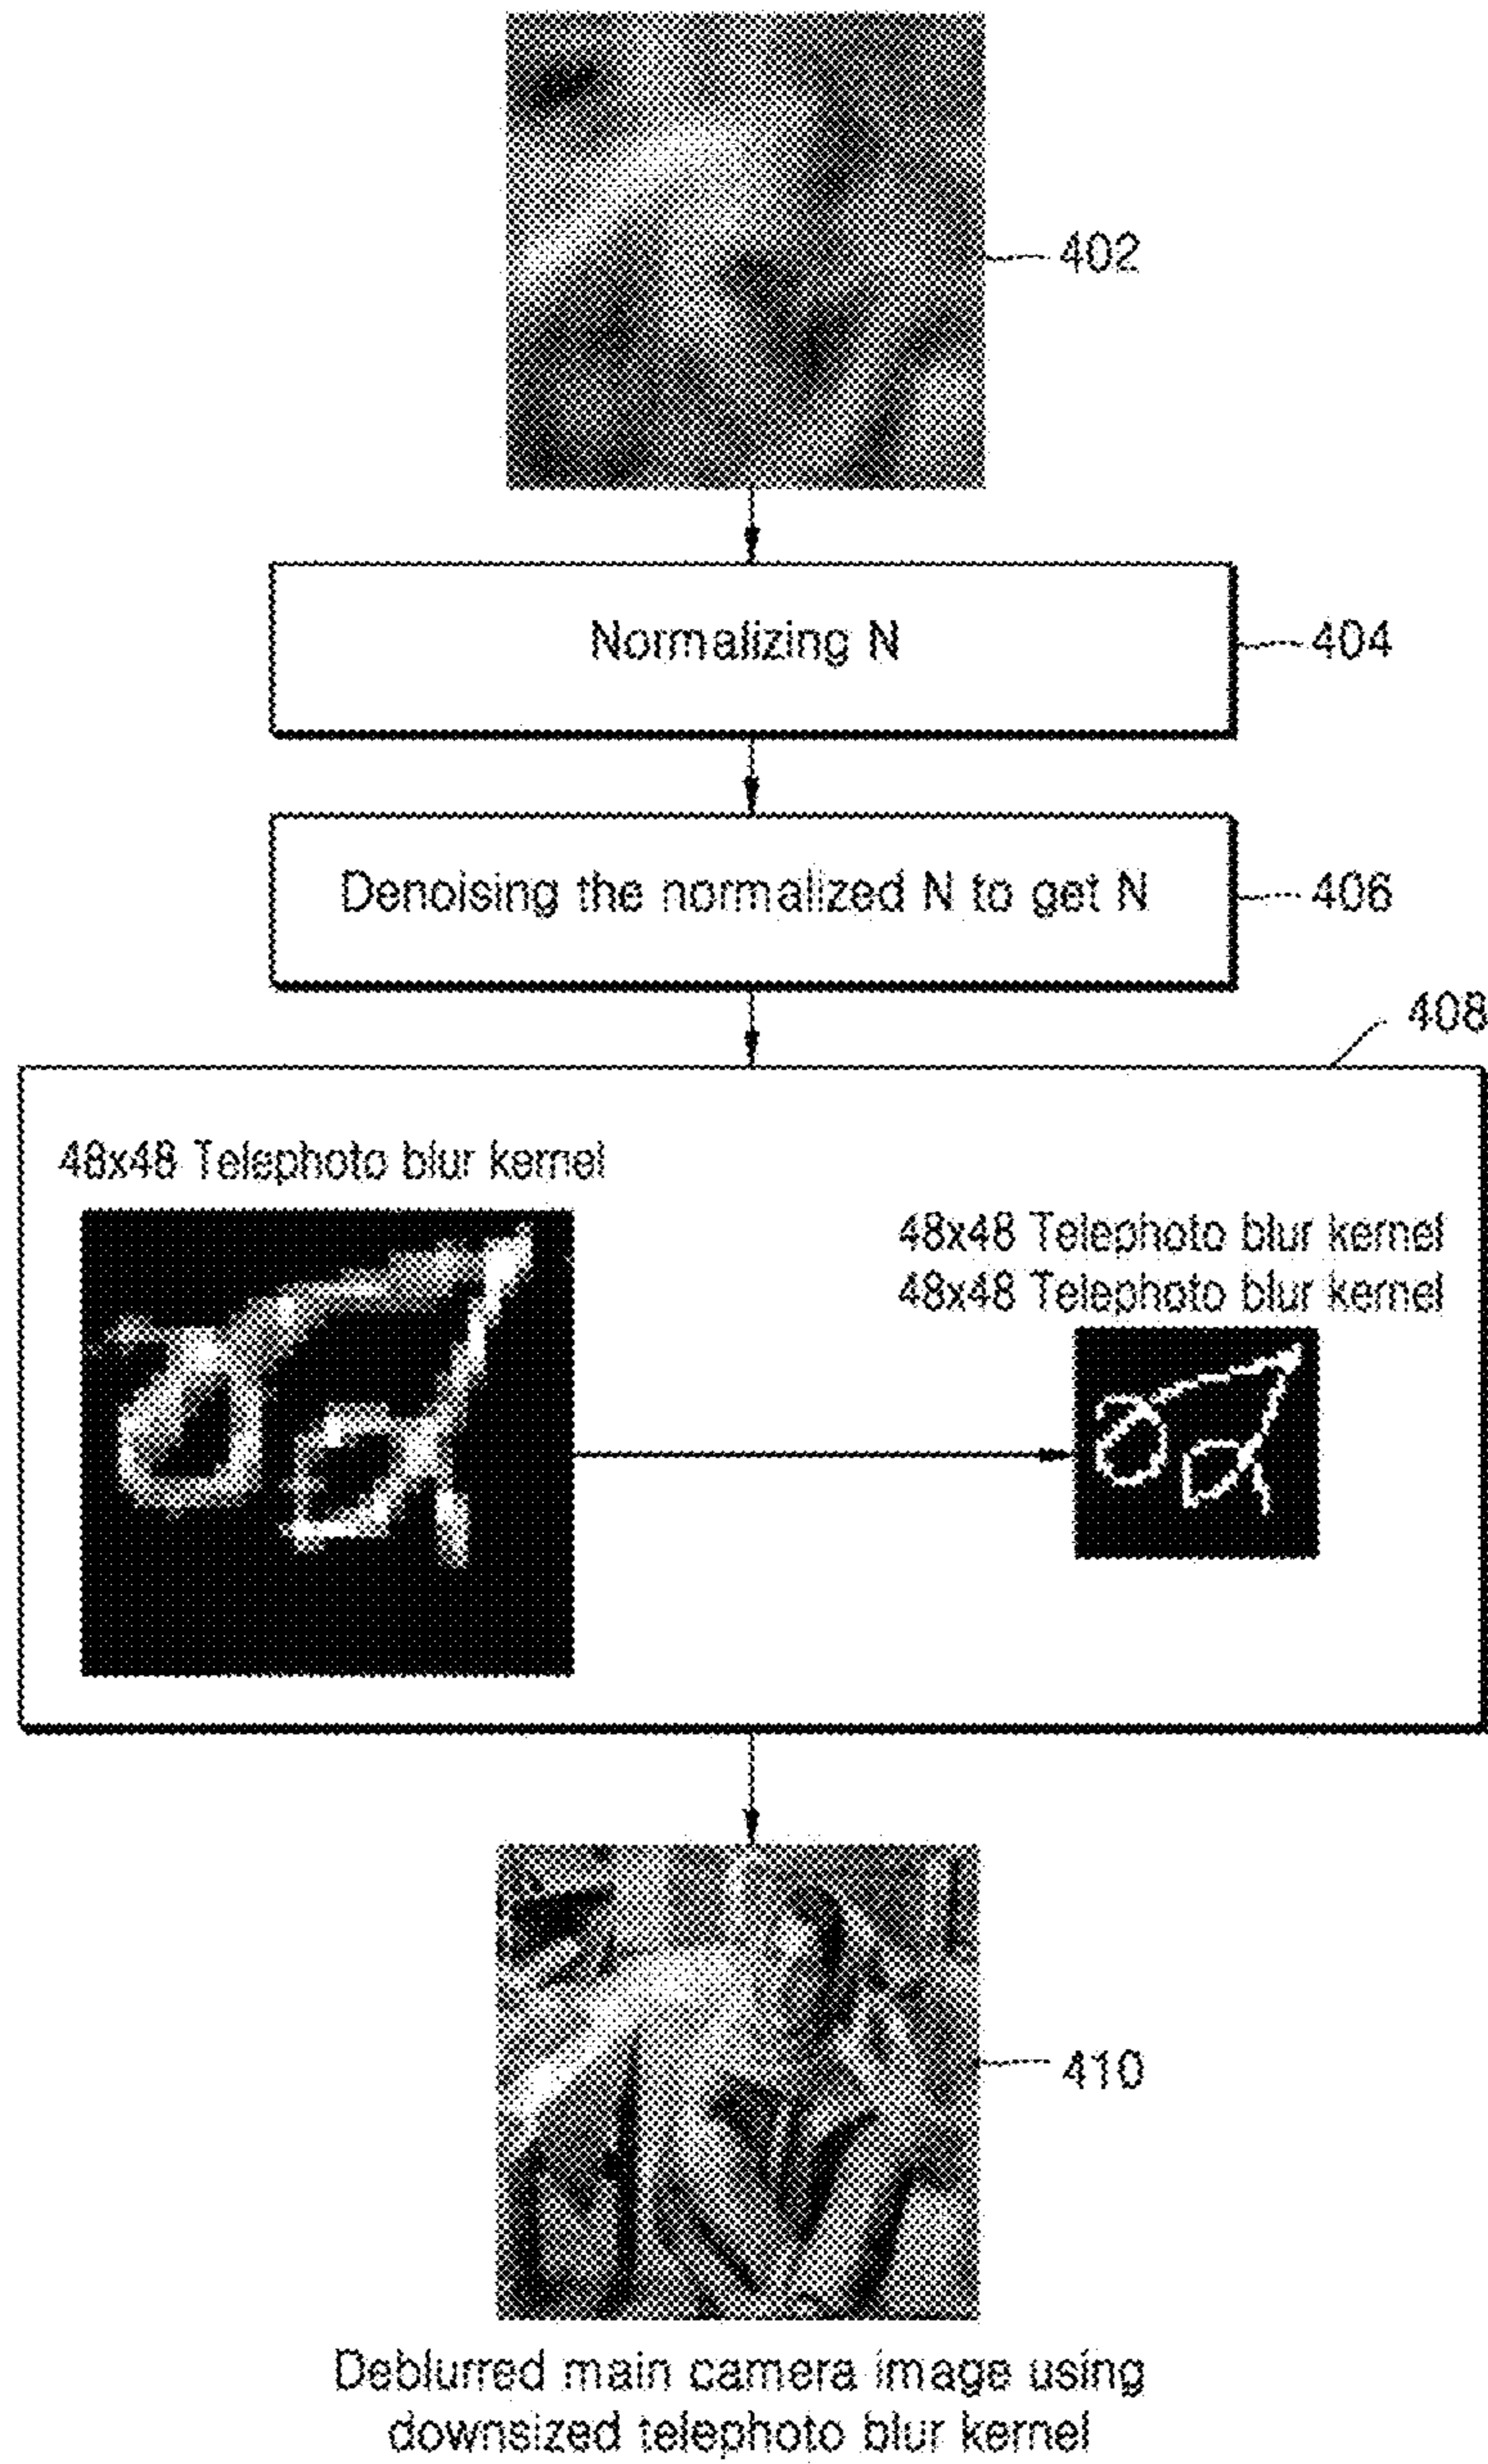 402
Normalizing N
404
Denoising the normalized N to get N
406
408
48x48 Telephoto blur kernel
48x48 Telephoto blur kernel
48x48 Telephoto blur kernel
410
Deblurred main camera image using
downsized telephoto blur kernel